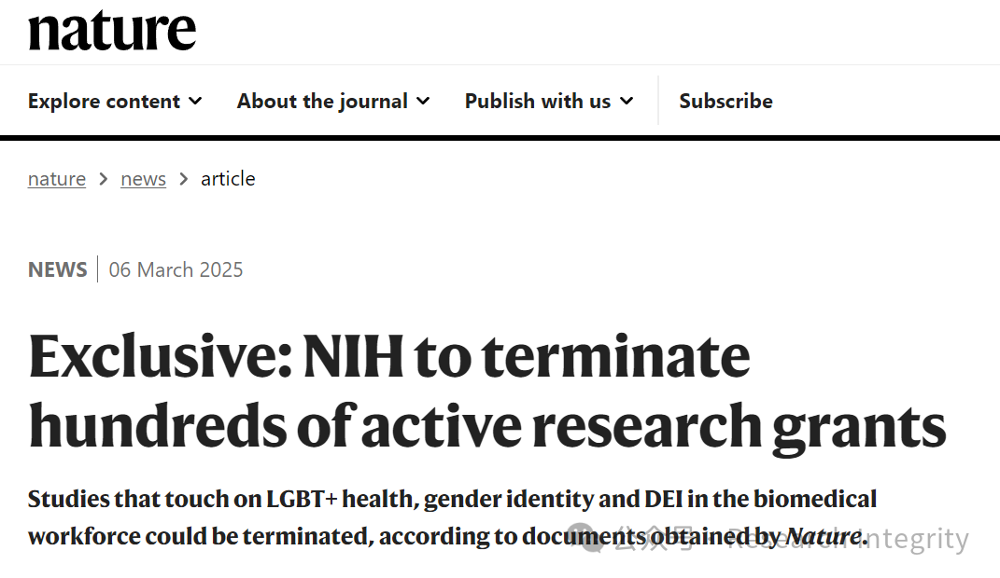 nature
Explore content About the journal Publish with us Subscribe
nature > news > article
NEWS | 06 March 2025
Exclusive: NIH to terminate
hundreds of active research grants
Studies that touch on LGBT+ health, gender identity and DEI in the biomedical
workforce could be terminated, according to documents obtained by Nature.
公众号 · Research Integrity